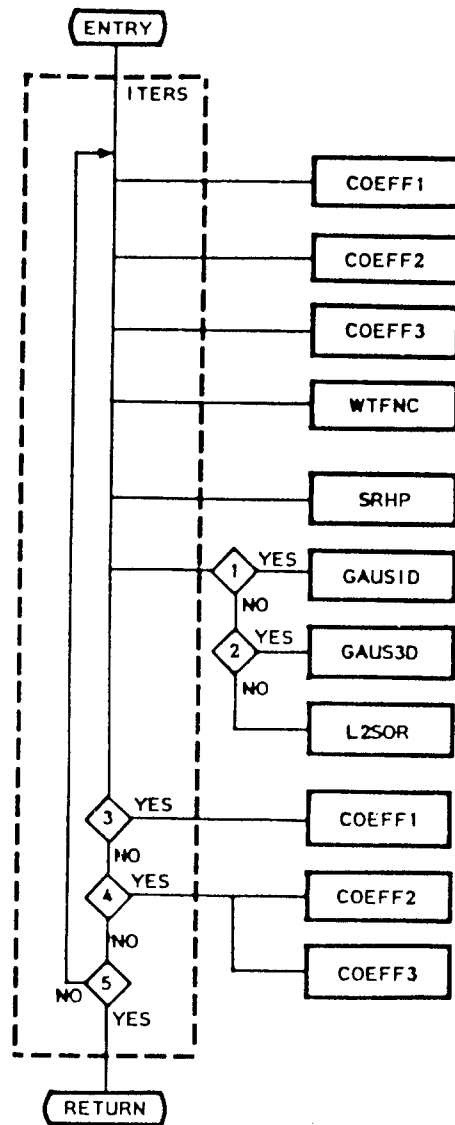 ENTRY
ITERS
COEFF1
COEFF2
COEFF3
WTFNC
SRHP
1 YES GAUS1D
NO
2 YES GAUS3D
NO
L2SOR
3 YES COEFF1
NO
4 YES COEFF2
NO
COEFF3
NO 5
YES
RETURN